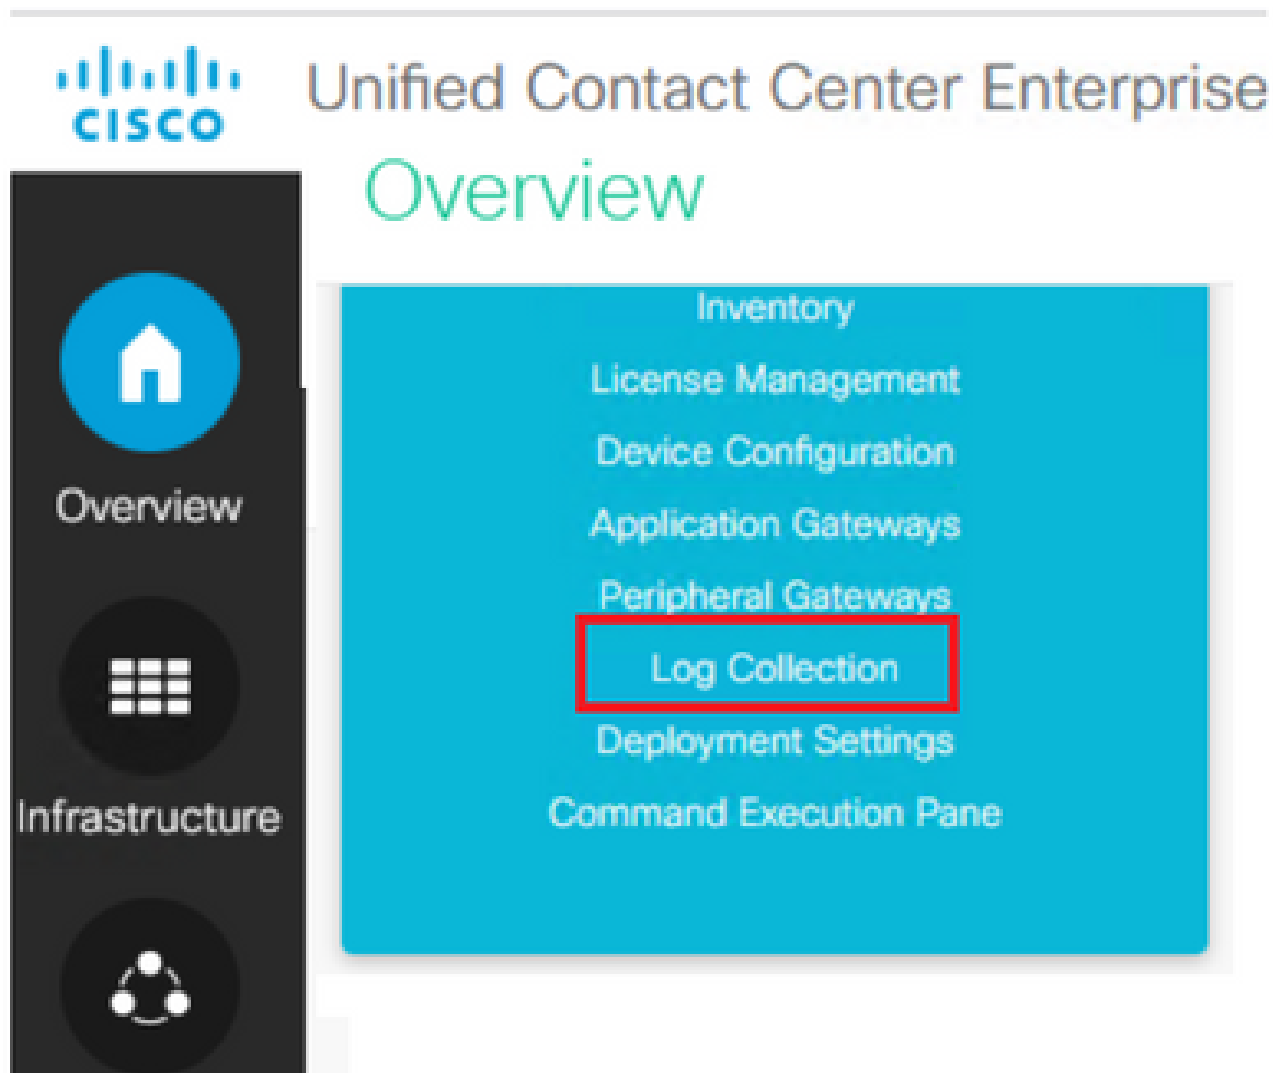 CISCO
Unified Contact Center Enterprise
Overview
Overview
Infrastructure
Inventory
License Management
Device Configuration
Application Gateways
Peripheral Gateways
Log Collection
Deployment Settings
Command Execution Pane